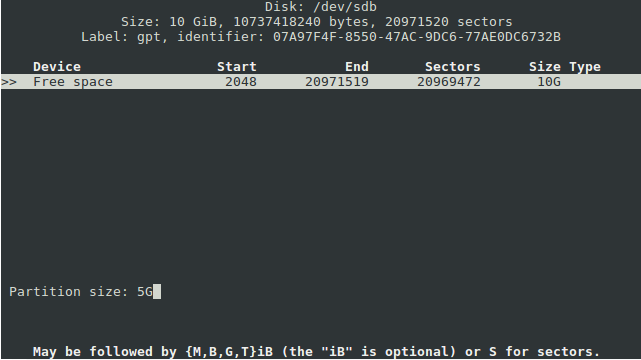 Disk: /dev/sdb
Size: 10 GiB, 10737418240 bytes, 20971520 sectors
Label: gpt, identifier: 07A97F4F-8550-47AC-9DC6-77AE0DC6732B
Device Start End Sectors Size Type
>> Free space 2048 20971519 20969472 10G
Partition size: 5G
May be followed by {M,B,G,T}iB (the "iB" is optional) or S for sectors.